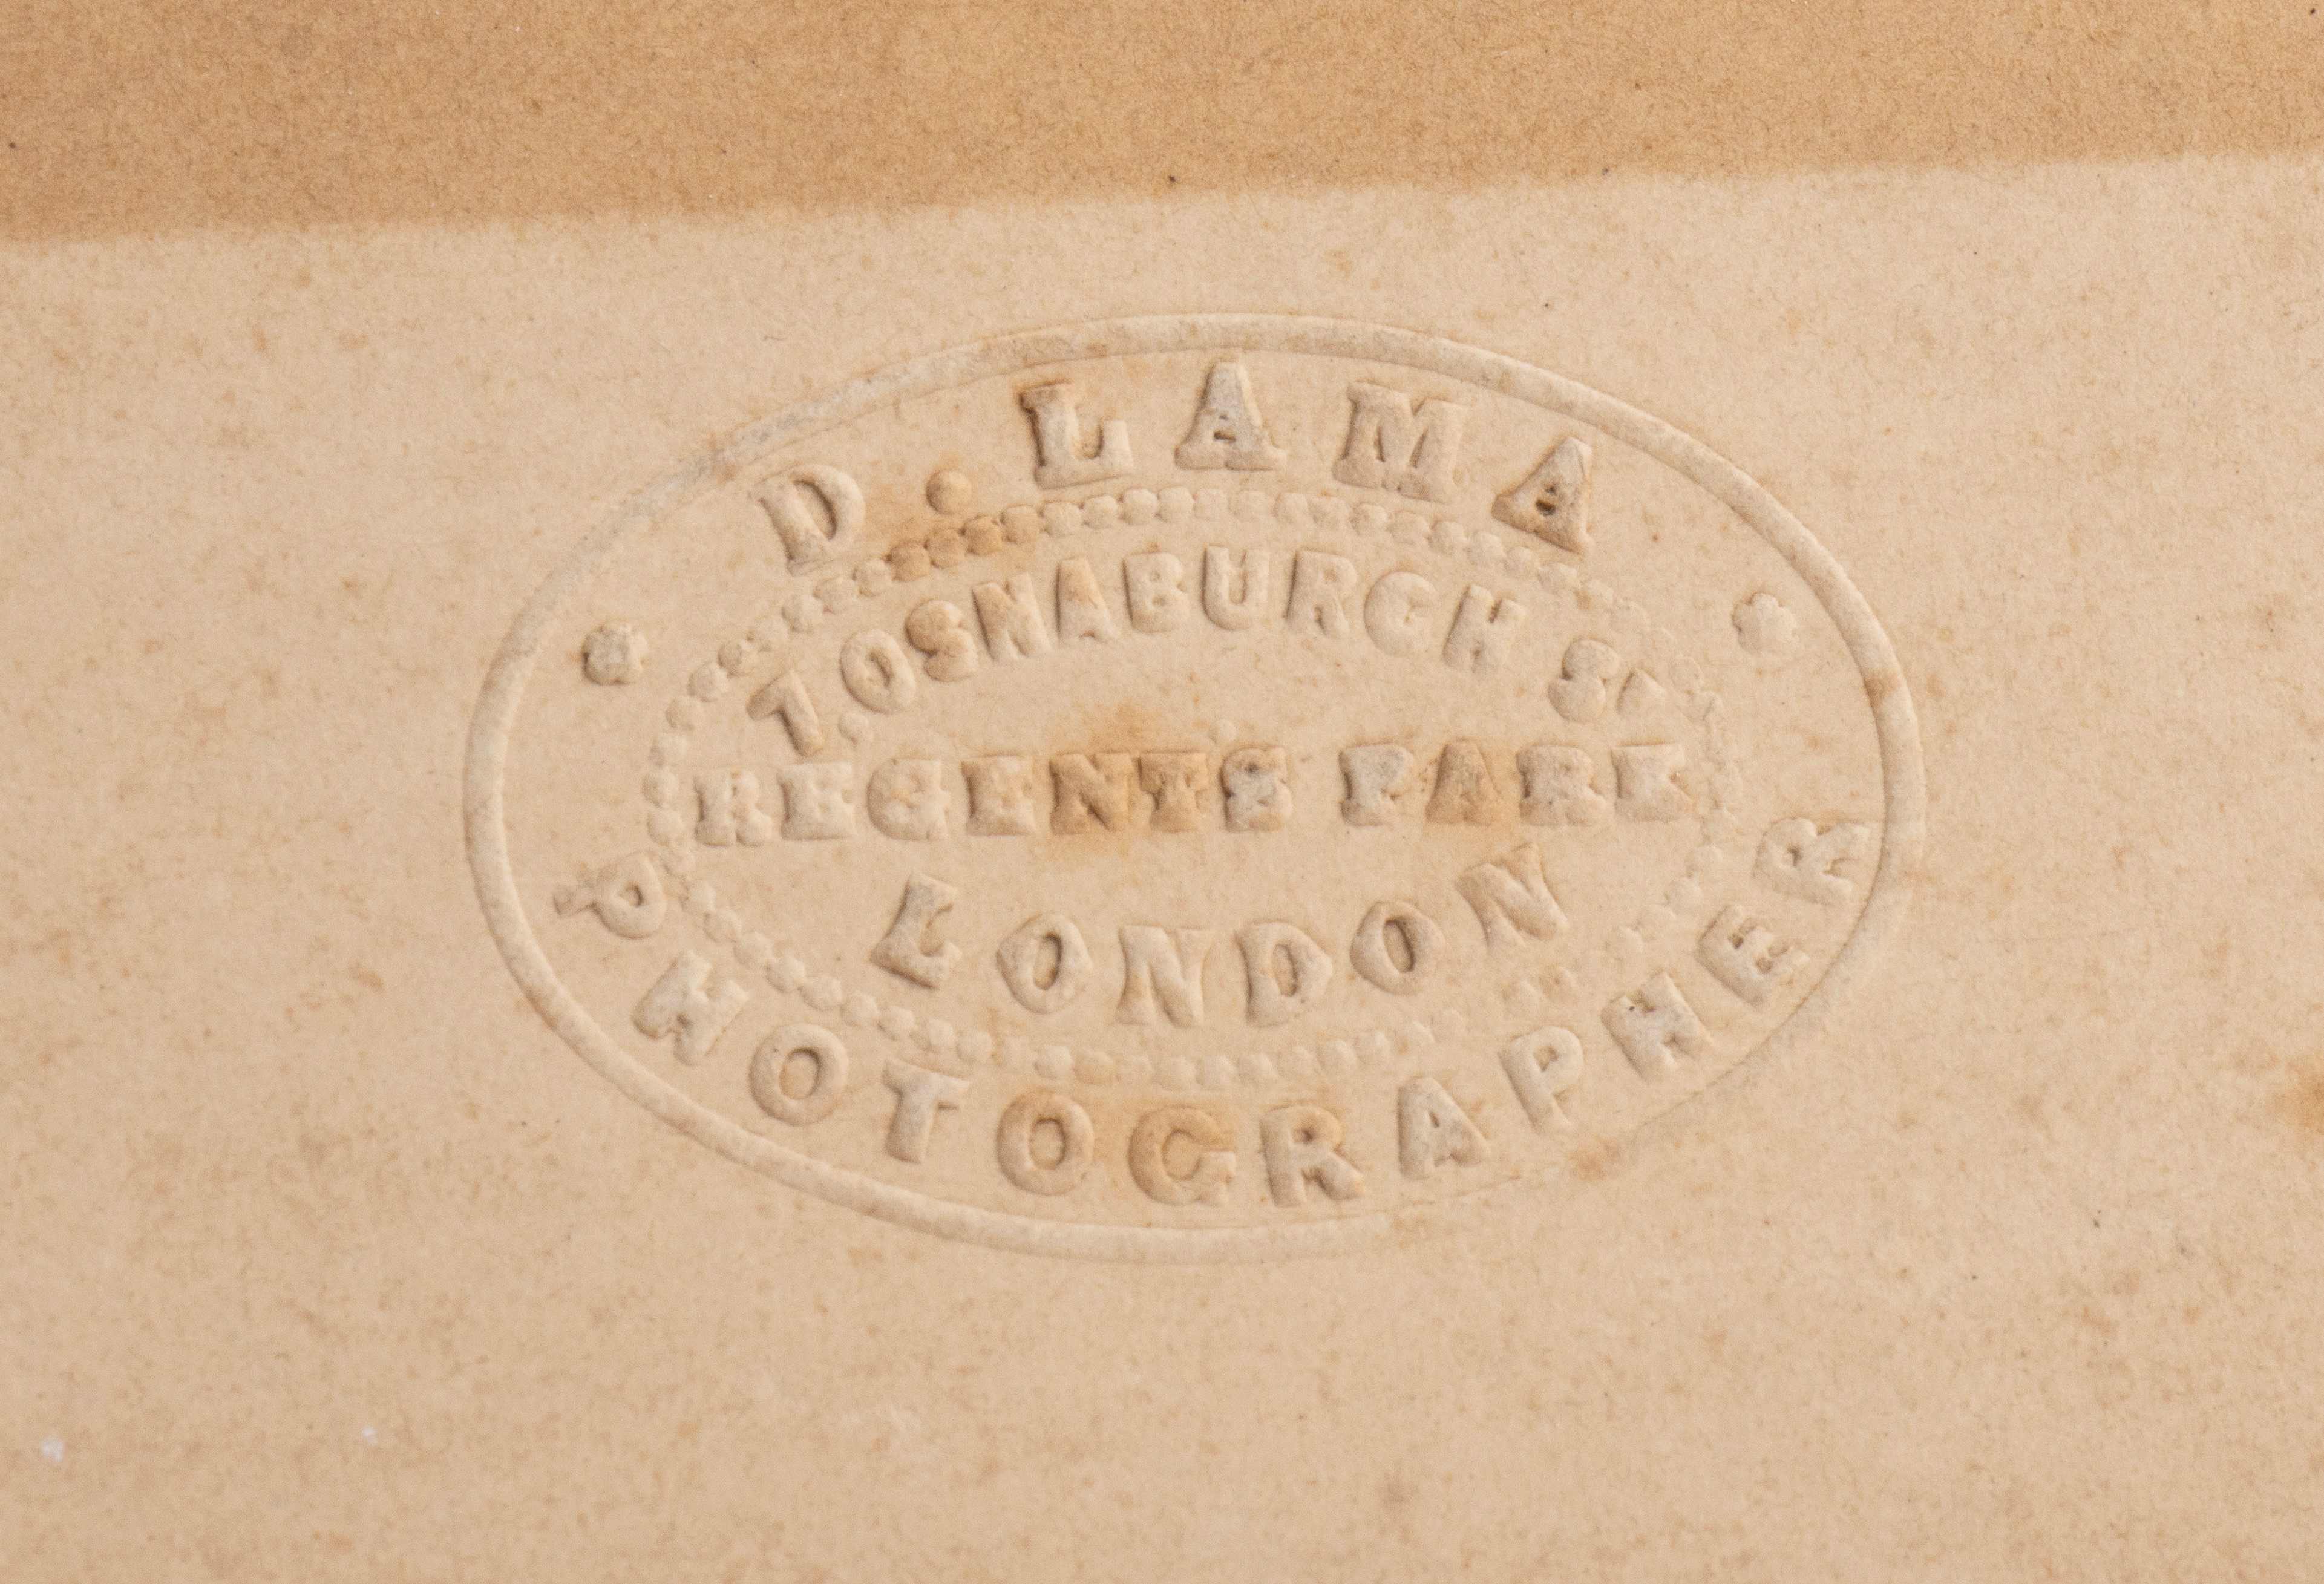 D. LAMA
7. OSNABURGH ST
REGENTS PARK
LONDON
PHOTOGRAPHER